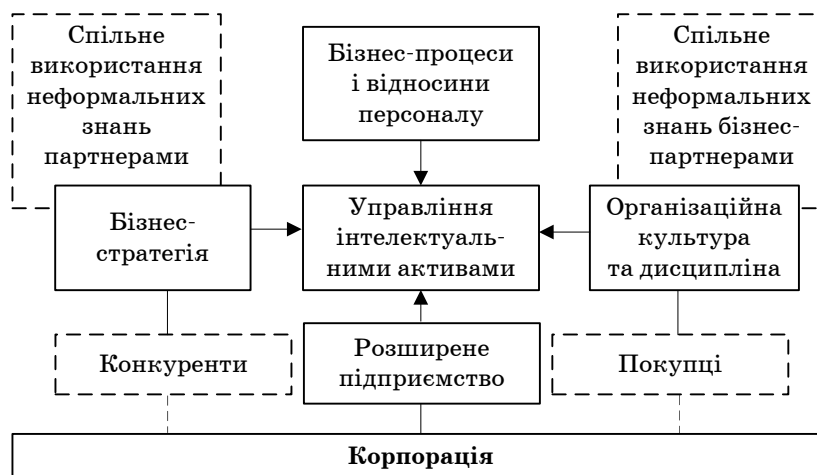 Спільне
використання
неформальних
знань
партнерами
Бізнес-процеси
і відносини
персоналу
Спільне
використання
неформальних
знань бізнес-
партнерами
Бізнес-
стратегія
Управління
інтелектуаль-
ними активами
Організаційна
культура
та дисципліна
Конкуренти
Розширене
підприємство
Покупці
Корпорація